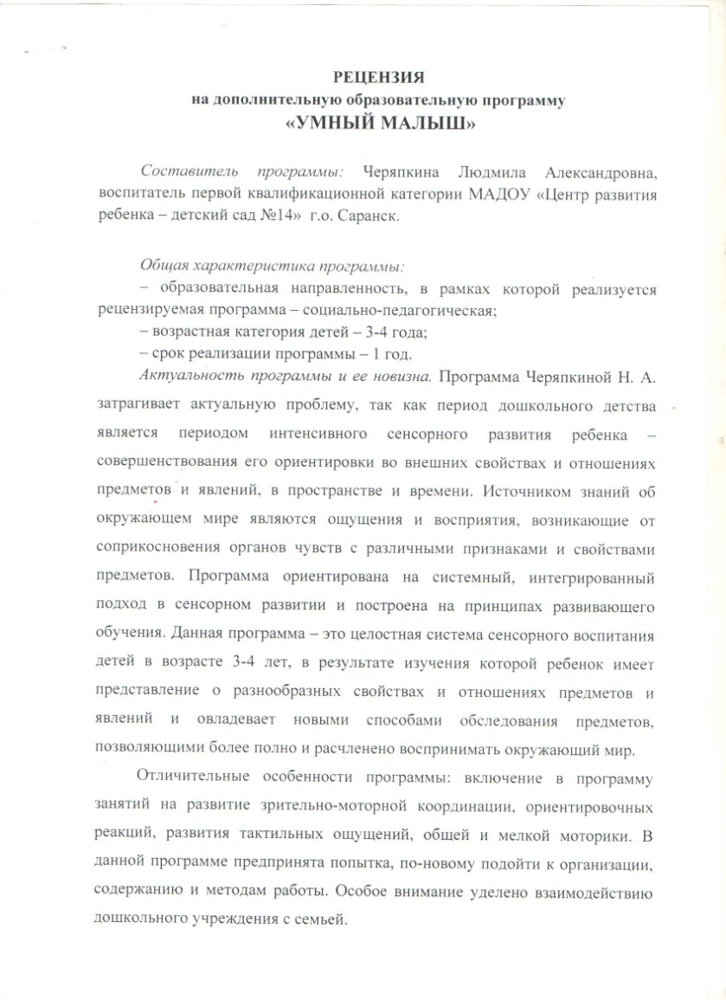 РЕЦЕНЗИЯ
на дополнительную образовательную программу
«УМНЫЙ МАЛЫШ»
Составитель программы: Черяпкина Людмила Александровна,
воспитатель первой квалификационной категории МАДОУ «Центр развития
ребенка – детский сад №14» г.о. Саранск.
Общая характеристика программы:
– образовательная направленность, в рамках которой реализуется
рецензируемая программа – социально-педагогическая;
– возрастная категория детей – 3-4 года;
– срок реализации программы – 1 год.
Актуальность программы и ее новизна. Программа Черяпкиной Н. А.
затрагивает актуальную проблему, так как период дошкольного детства
является периодом интенсивного сенсорного развития ребенка –
совершенствования его ориентировки во внешних свойствах и отношениях
предметов и явлений, в пространстве и времени. Источником знаний об
окружающем мире являются ощущения и восприятия, возникающие от
соприкосновения органов чувств с различными признаками и свойствами
предметов. Программа ориентирована на системный, интегрированный
подход в сенсорном развитии и построена на принципах развивающего
обучения. Данная программа – это целостная система сенсорного воспитания
детей в возрасте 3-4 лет, в результате изучения которой ребенок имеет
представление о разнообразных свойствах и отношениях предметов и
явлений и овладевает новыми способами обследования предметов,
позволяющими более полно и расчленено воспринимать окружающий мир.
Отличительные особенности программы: включение в программу
занятий на развитие зрительно-моторной координации, ориентировочных
реакций, развития тактильных ощущений, общей и мелкой моторики. В
данной программе предпринята попытка, по-новому подойти к организации,
содержанию и методам работы. Особое внимание уделено взаимодействию
дошкольного учреждения с семьей.